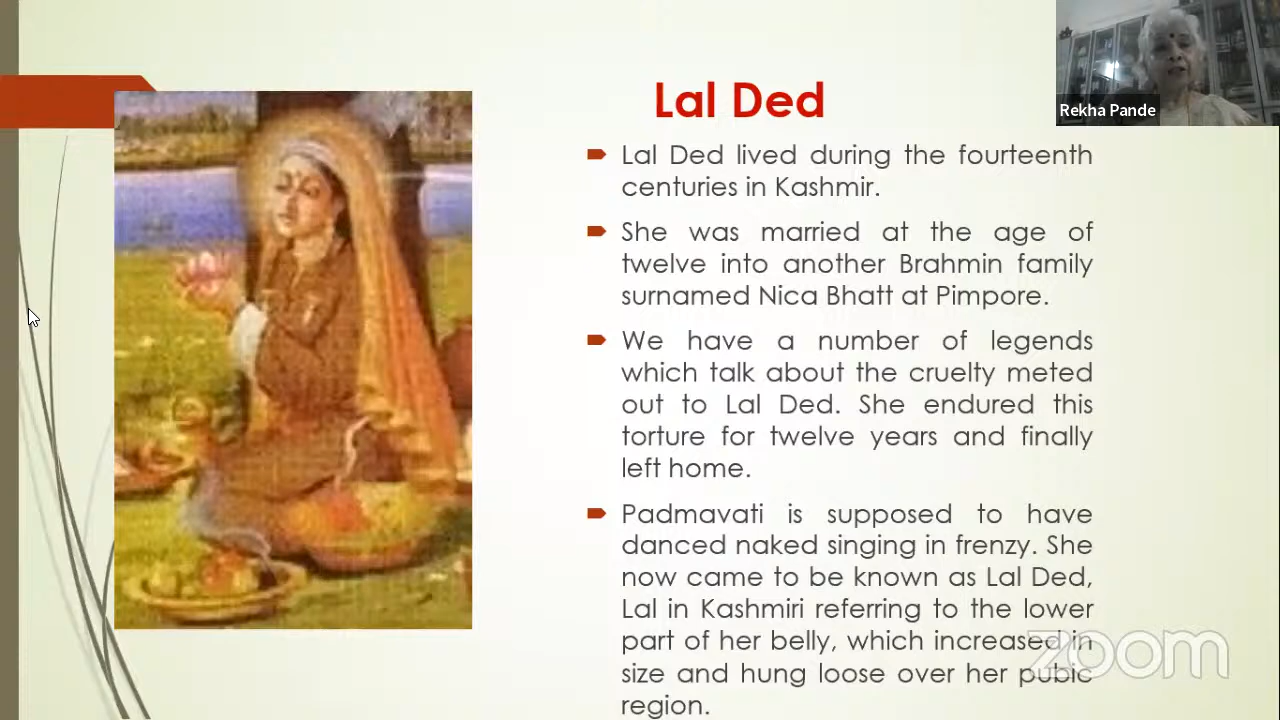 Lal Ded
Rekha Pande
Lal Ded lived during the fourteenth
centuries in Kashmir.
She was married at the age of
twelve into another Brahmin family
surnamed Nica Bhatt at Pimpore.
We have a number of legends
which talk about the cruelty meted
out to Lal Ded. She endured this
torture for twelve years and finally
left home.
Padmavati is supposed to have
danced naked singing in frenzy. She
now came to be known as Lal Ded,
Lal in Kashmiri referring to the lower
part of her belly, which increased in
size and hung loose over her pubic
region.
zoom